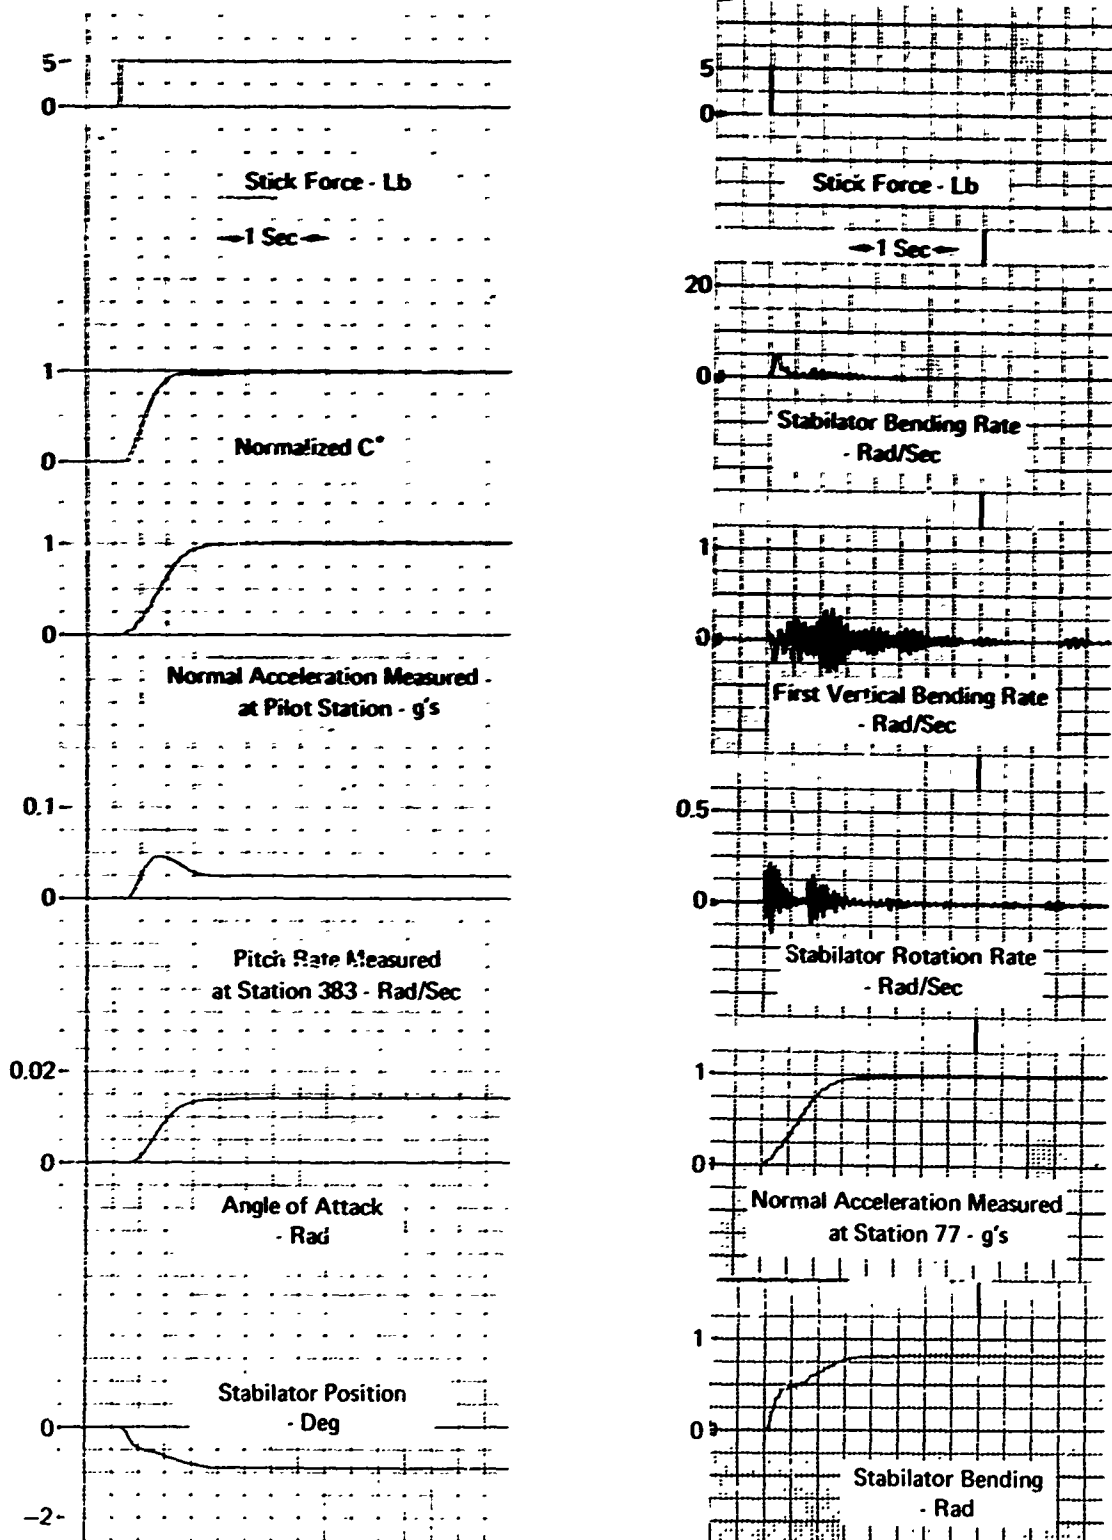 5
0
Stick Force - Lb
1 Sec
1
0
Normalized C*
1
0
Normal Acceleration Measured
at Pilot Station - g's
0.1
0
Pitch Rate Measured
at Station 383 - Rad/Sec
0.02
0
Angle of Attack
- Rad
Stabilator Position
- Deg
0
-2
5
0
Stick Force - Lb
1 Sec
20
0
Stabilator Bending Rate
- Rad/Sec
1
0
First Vertical Bending Rate
- Rad/Sec
0.5
0
Stabilator Rotation Rate
- Rad/Sec
1
0
Normal Acceleration Measured
at Station 77 - g's
1
0
Stabilator Bending
- Rad